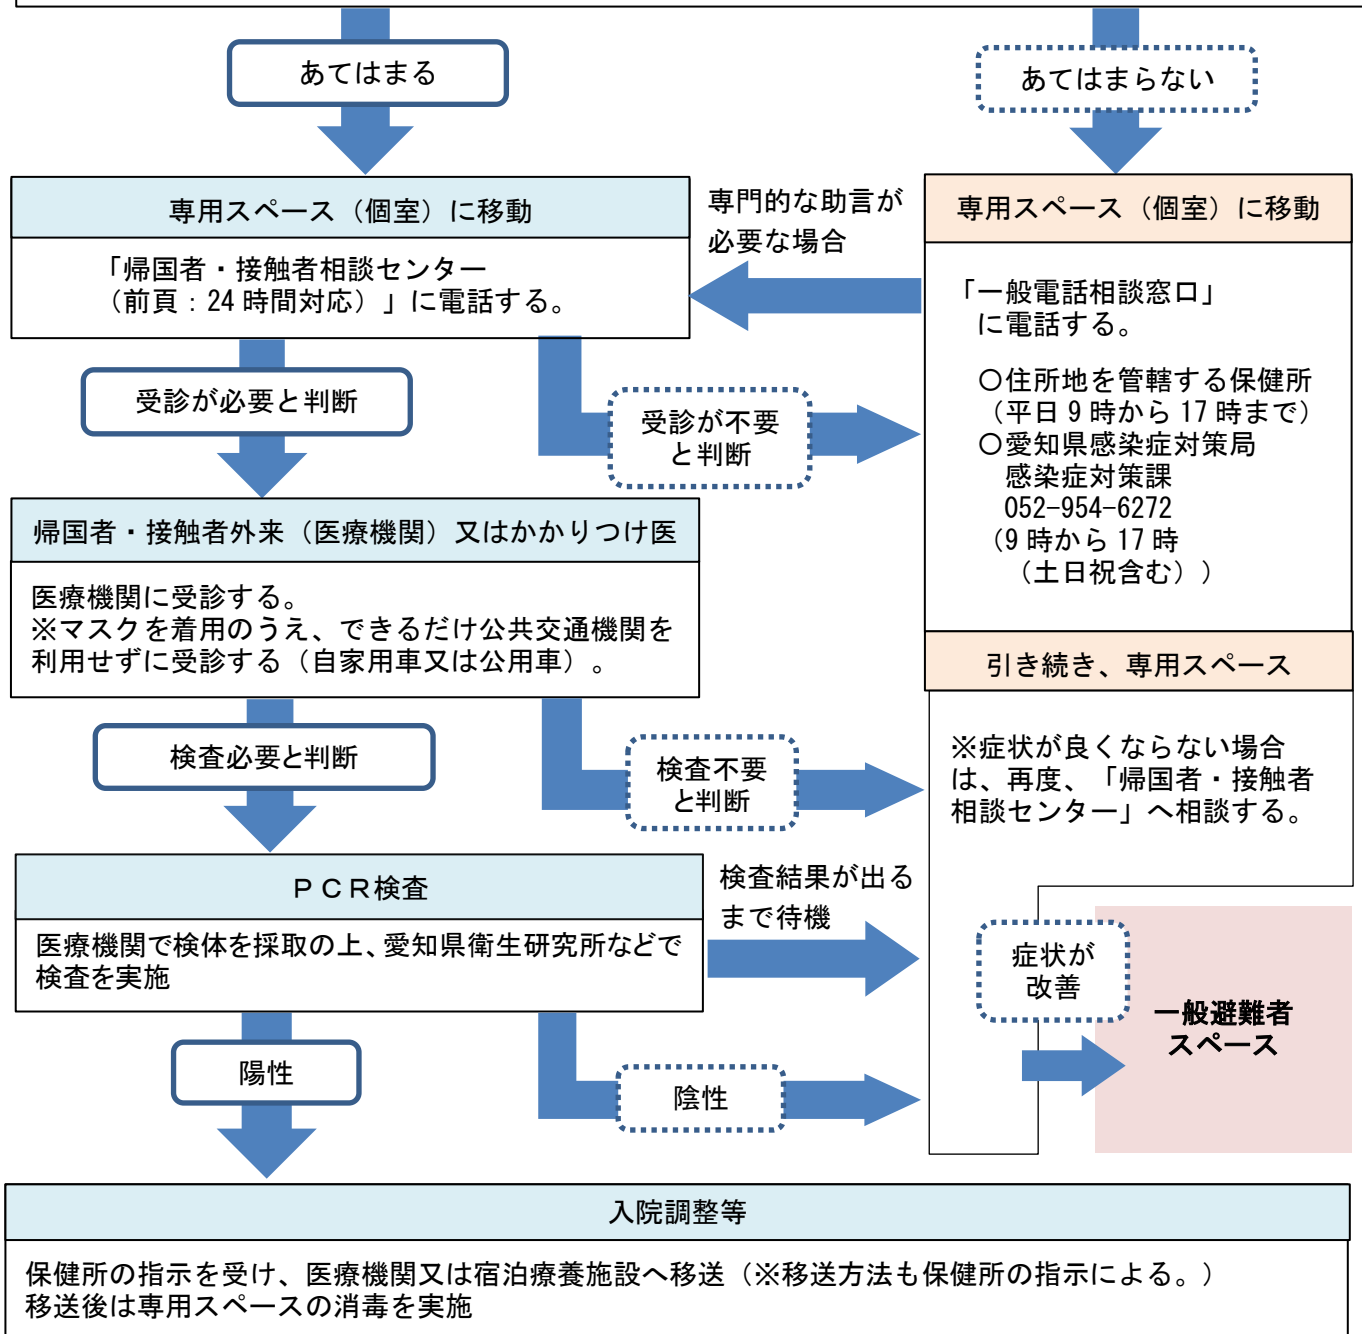 あてはまる
あてはまらない
専用スペース（個室）に移動
「帰国者・接触者相談センター
（前頁：24 時間対応）」に電話する。
専門的な助言が
必要な場合
専用スペース（個室）に移動
「一般電話相談窓口」
に電話する。
○住所地を管轄する保健所
（平日 9 時から 17 時まで）
○愛知県感染症対策局
感染症対策課
052-954-6272
（9 時から 17 時
（土日祝含む））
受診が必要と判断
受診が不要
と判断
帰国者・接触者外来（医療機関）又はかかりつけ医
医療機関に受診する。
※マスクを着用のうえ、できるだけ公共交通機関を
利用せずに受診する（自家用車又は公用車）。
引き続き、専用スペース
※症状が良くならない場合
は、再度、「帰国者・接触者
相談センター」へ相談する。
検査必要と判断
検査不要
と判断
ＰＣＲ検査
医療機関で検体を採取の上、愛知県衛生研究所などで
検査を実施
検査結果が出る
まで待機
症状が
改善
一般避難者
スペース
陽性
陰性
入院調整等
保健所の指示を受け、医療機関又は宿泊療養施設へ移送（※移送方法も保健所の指示による。）
移送後は専用スペースの消毒を実施